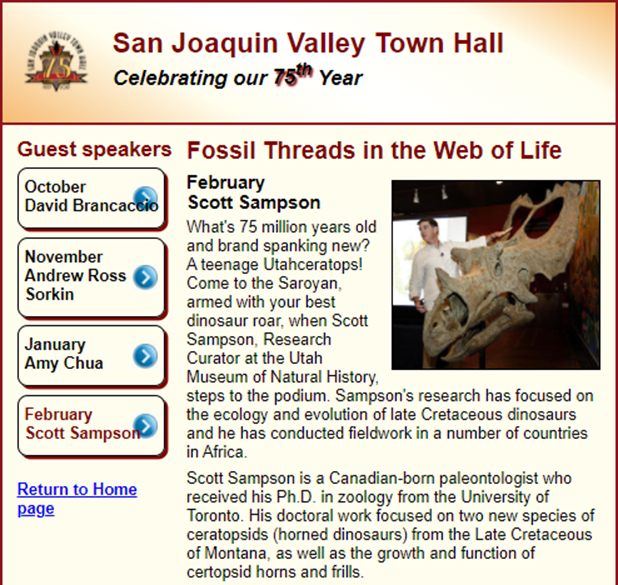 SAN JOAQUIN VALLEY TOWN HALL
75
San Joaquin Valley Town Hall
Celebrating our 75th Year
Guest speakers
October
David Brancaccio
November
Andrew Ross
Sorkin
January
Amy Chua
February
Scott Sampson
Return to Home
page
Fossil Threads in the Web of Life
February
Scott Sampson
What's 75 million years old
and brand spanking new?
A teenage Utahceratops!
Come to the Saroyan,
armed with your best
dinosaur roar, when Scott
Sampson, Research
Curator at the Utah
Museum of Natural History,
steps to the podium. Sampson's research has focused on
the ecology and evolution of late Cretaceous dinosaurs
and he has conducted fieldwork in a number of countries
in Africa.
Scott Sampson is a Canadian-born paleontologist who
received his Ph.D. in zoology from the University of
Toronto. His doctoral work focused on two new species of
ceratopsids (horned dinosaurs) from the Late Cretaceous
of Montana, as well as the growth and function of
certopsid horns and frills.